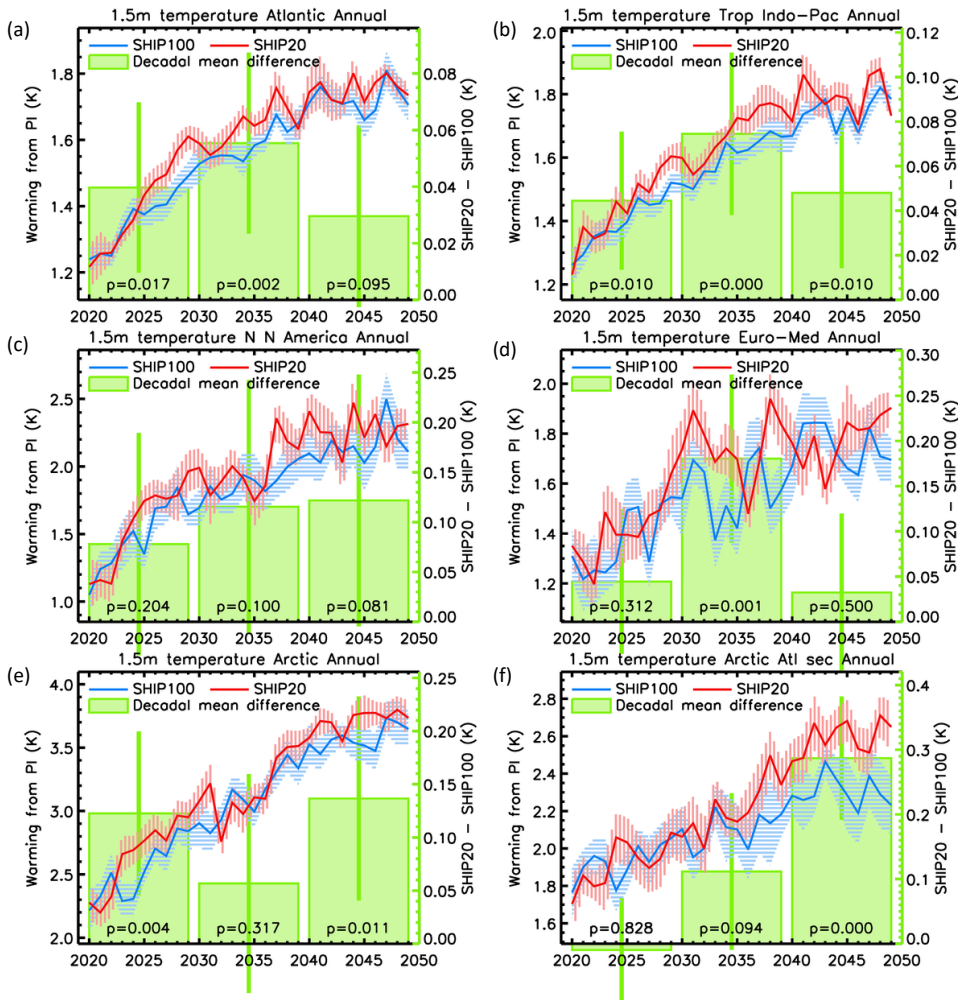 (a)
1.5m temperature Atlantic Annual
SHIP100 SHIP20
Decadal mean difference
Warming from PI (K)
1.8
1.6
1.4
1.2
0.08
0.06
0.04
0.02
0.00
SHIP20 - SHIP100 (K)
p=0.017 p=0.002 p=0.095
2020 2025 2030 2035 2040 2045 2050
(b)
1.5m temperature Trop Indo-Pac Annual
SHIP100 SHIP20
Decadal mean difference
Warming from PI (K)
2.0
1.8
1.6
1.4
1.2
0.12
0.10
0.08
0.06
0.04
0.02
0.00
SHIP20 - SHIP100 (K)
p=0.010 p=0.000 p=0.010
2020 2025 2030 2035 2040 2045 2050
(c)
1.5m temperature N N America Annual
SHIP100 SHIP20
Decadal mean difference
Warming from PI (K)
2.5
2.0
1.5
1.0
0.25
0.20
0.15
0.10
0.05
0.00
SHIP20 - SHIP100 (K)
p=0.204 p=0.100 p=0.081
2020 2025 2030 2035 2040 2045 2050
(d)
1.5m temperature Euro-Med Annual
SHIP100 SHIP20
Decadal mean difference
Warming from PI (K)
2.0
1.8
1.6
1.4
1.2
0.30
0.25
0.20
0.15
0.10
0.05
0.00
SHIP20 - SHIP100 (K)
p=0.312 p=0.001 p=0.500
2020 2025 2030 2035 2040 2045 2050
(e)
1.5m temperature Arctic Annual
SHIP100 SHIP20
Decadal mean difference
Warming from PI (K)
4.0
3.5
3.0
2.5
2.0
0.25
0.20
0.15
0.10
0.05
0.00
SHIP20 - SHIP100 (K)
p=0.004 p=0.317 p=0.011
2020 2025 2030 2035 2040 2045 2050
(f)
1.5m temperature Arctic Atl sec Annual
SHIP100 SHIP20
Decadal mean difference
Warming from PI (K)
2.8
2.6
2.4
2.2
2.0
1.8
1.6
0.4
0.3
0.2
0.1
0.0
SHIP20 - SHIP100 (K)
p=0.828 p=0.094 p=0.000
2020 2025 2030 2035 2040 2045 2050